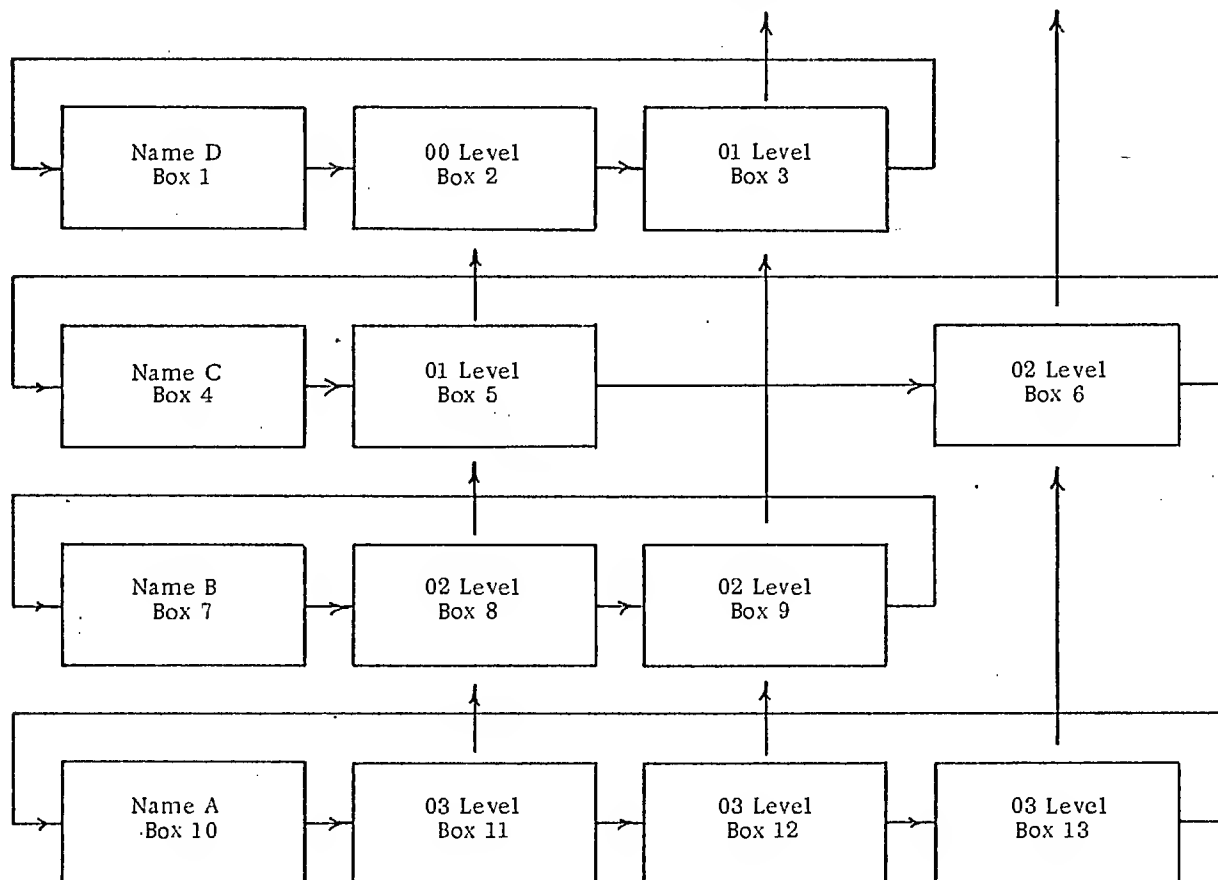 Name D
Box 1
00 Level
Box 2
01 Level
Box 3
Name C
Box 4
01 Level
Box 5
02 Level
Box 6
Name B
Box 7
02 Level
Box 8
02 Level
Box 9
Name A
Box 10
03 Level
Box 11
03 Level
Box 12
03 Level
Box 13